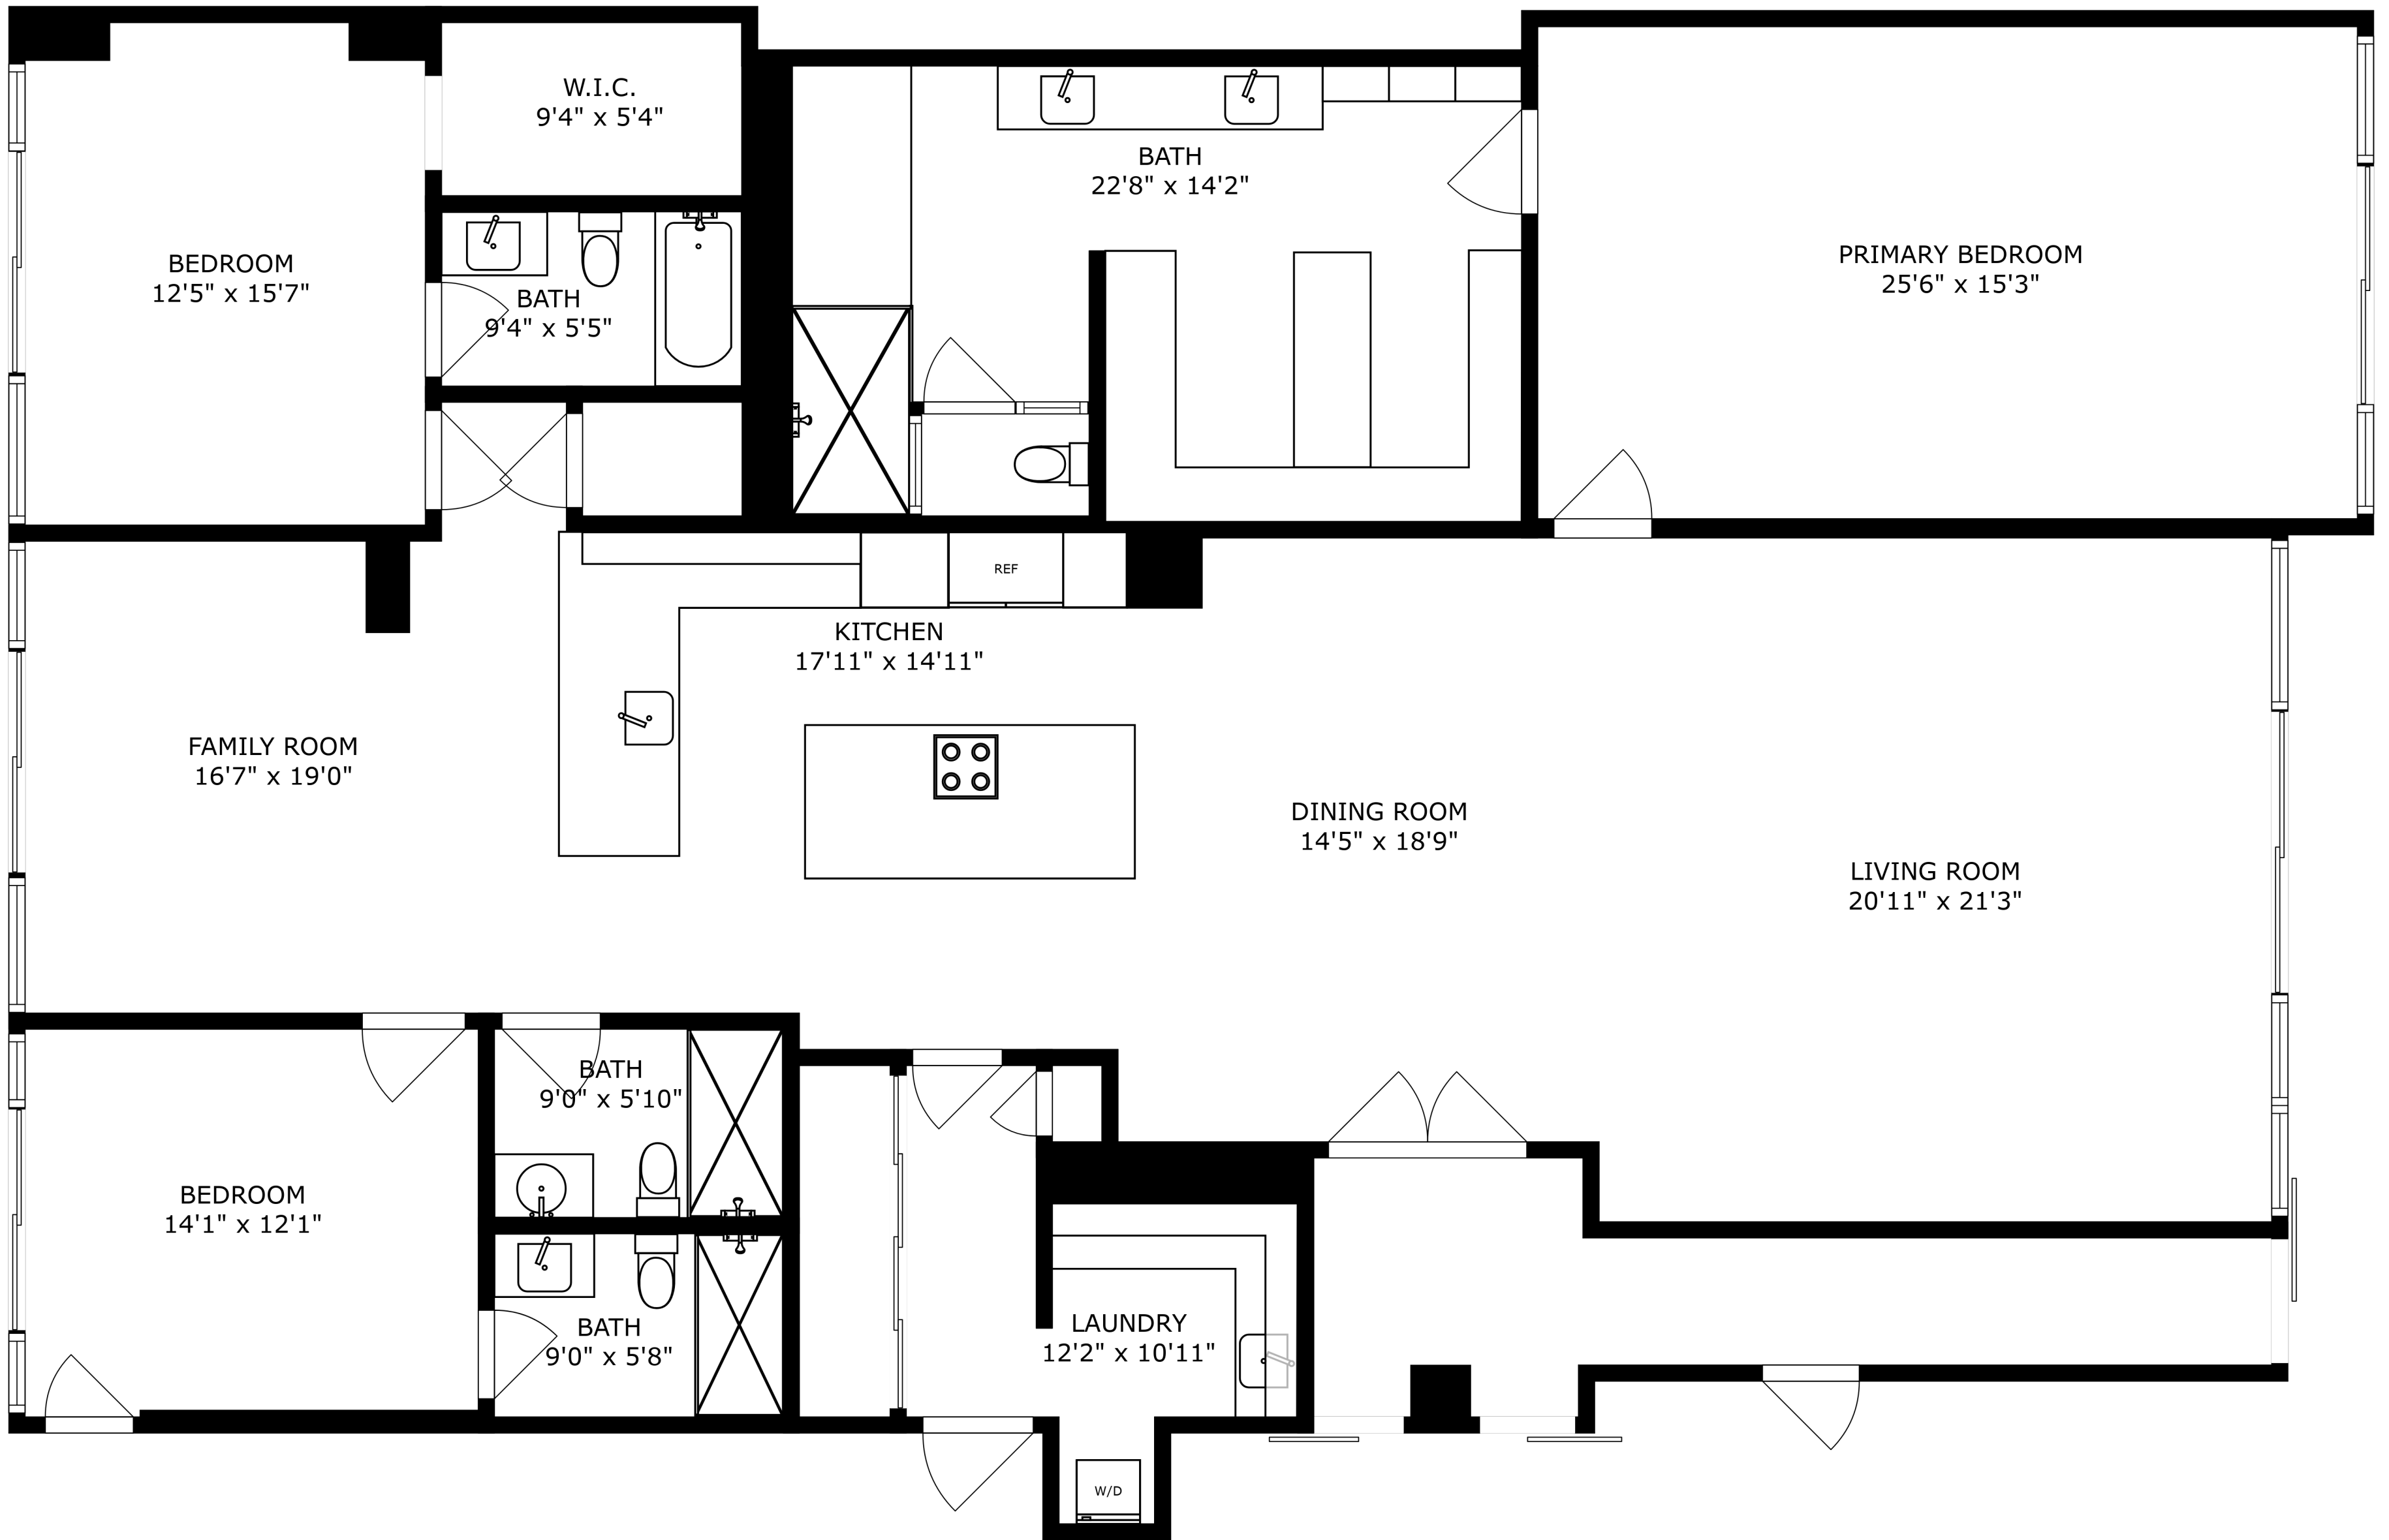 W.I.C.
9'4" x 5'4"
BATH
22'8" x 14'2"
PRIMARY BEDROOM
25'6" x 15'3"
BEDROOM
12'5" x 15'7"
BATH
9'4" x 5'5"
REF
KITCHEN
17'11" x 14'11"
FAMILY ROOM
16'7" x 19'0"
DINING ROOM
14'5" x 18'9"
LIVING ROOM
20'11" x 21'3"
BATH
9'0" x 5'10"
BEDROOM
14'1" x 12'1"
BATH
9'0" x 5'8"
LAUNDRY
12'2" x 10'11"
W/D